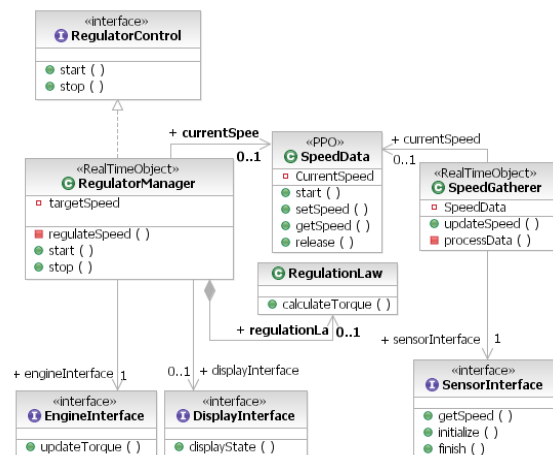 «interface»
RegulatorControl
start ( )
stop ( )
+ currentSpee
0..1
«PPO»
SpeedData
CurrentSpeed
start ( )
setSpeed ( )
getSpeed ( )
release ( )
+ currentSpeed
0..1
«RealTimeObject»
RegulatorManager
targetSpeed
regulateSpeed ( )
start ( )
stop ( )
«RealTimeObject»
SpeedGatherer
SpeedData
updateSpeed ( )
processData ( )
RegulationLaw
calculateTorque ( )
+ regulationLa
0..1
+ engineInterface
1
0..1
+ displayInterface
+ sensorInterface
1
«interface»
EngineInterface
updateTorque ( )
«interface»
DisplayInterface
displayState ( )
«interface»
SensorInterface
getSpeed ( )
initialize ( )
finish ( )